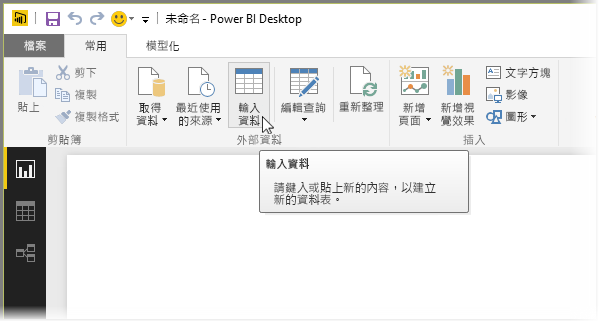 未命名 - Power BI Desktop
檔案 常用 模型化
貼上
剪下
複製
複製格式
剪貼簿
取得
資料
最近使用
的來源
輸入
資料
編輯查詢
重新整理
外部資料
新增
頁面
新增視
覺效果
文字方塊
影像
圖形
插入
輸入資料
請鍵入或貼上新的內容，以建立
新的資料表。